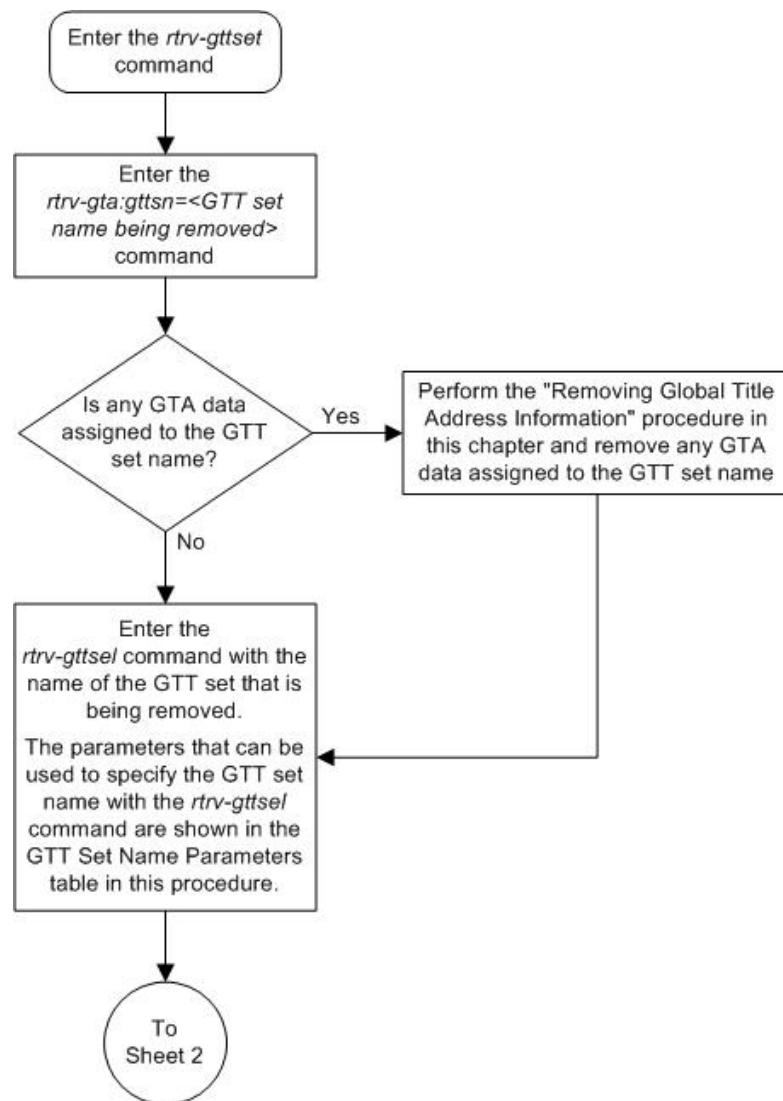 Enter the rtrv-gttset
command
Enter the
rtrv-gta:gttsn=<GTT set
name being removed>
command
Is any GTA data
assigned to the GTT
set name?
Yes
Perform the "Removing Global Title
Address Information" procedure in
this chapter and remove any GTA
data assigned to the GTT set name
No
Enter the
rtrv-gttsel command with the
name of the GTT set that is
being removed.
The parameters that can be
used to specify the GTT set
name with the rtrv-gttsel
command are shown in the
GTT Set Name Parameters
table in this procedure.
To
Sheet 2